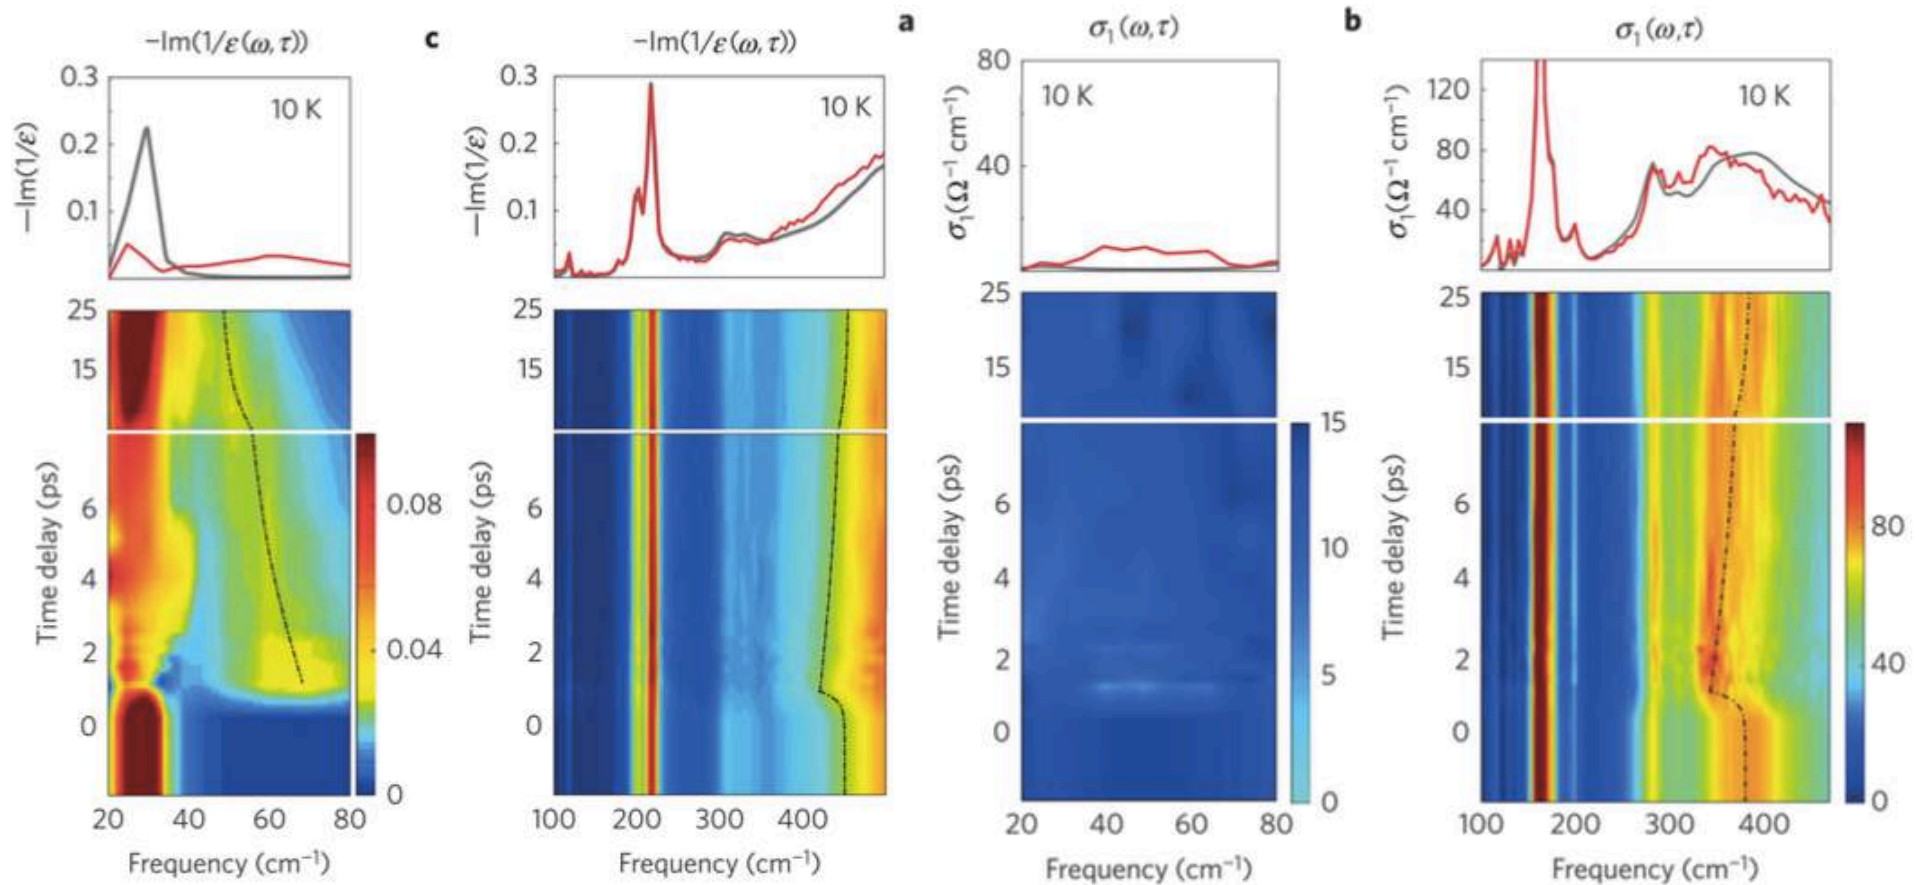 −Im(1/ε(ω,τ))
−Im(1/ε)
0.3
0.2
0.1
10 K
25
15
6
4
2
0
Time delay (ps)
0.08
0.04
0
20 40 60 80
Frequency (cm⁻¹)
c
−Im(1/ε(ω,τ))
−Im(1/ε)
0.3
0.2
0.1
10 K
25
15
6
4
2
0
Time delay (ps)
100 200 300 400
Frequency (cm⁻¹)
a
σ₁(ω,τ)
σ₁(Ω⁻¹ cm⁻¹)
80
40
10 K
25
15
6
4
2
0
Time delay (ps)
15
10
5
0
20 40 60 80
Frequency (cm⁻¹)
b
σ₁(ω,τ)
σ₁(Ω⁻¹ cm⁻¹)
120
80
40
10 K
25
15
6
4
2
0
Time delay (ps)
80
40
0
100 200 300 400
Frequency (cm⁻¹)